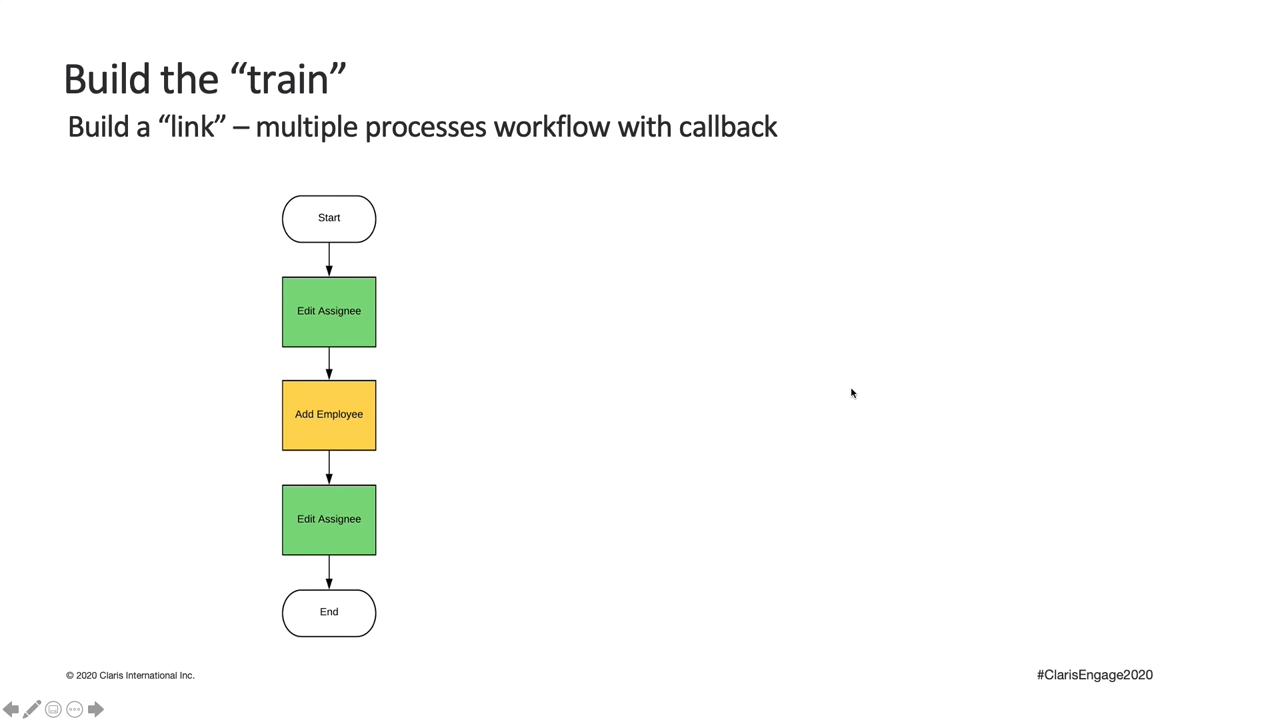 Build the “train”
Build a “link” – multiple processes workflow with callback
Start
Edit Assignee
Add Employee
Edit Assignee
End
© 2020 Claris International Inc.
#ClarisEngage2020